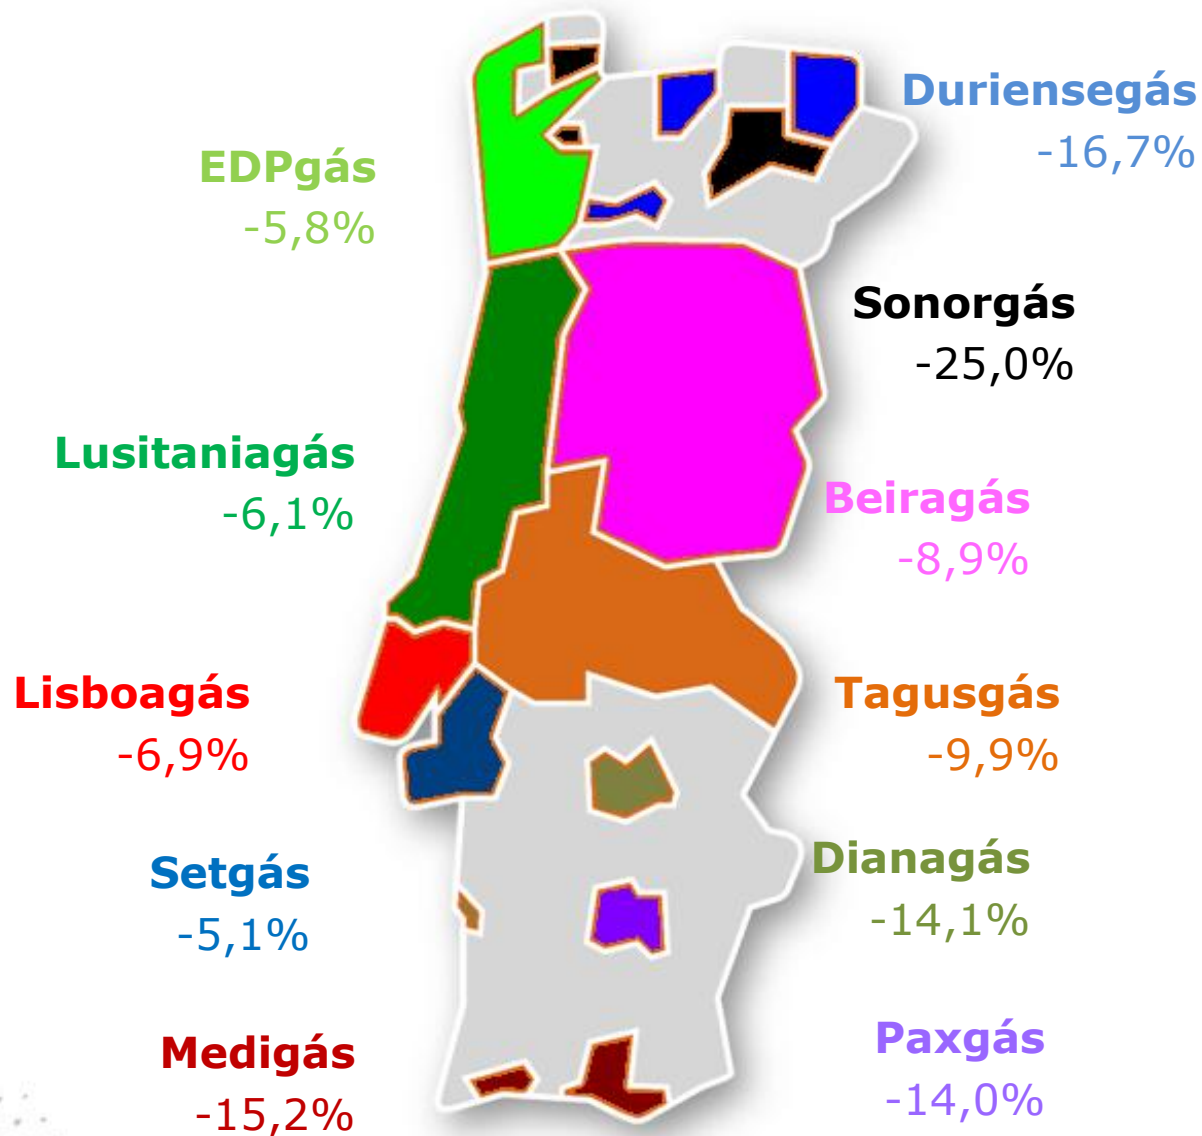 Duriensegás
-16,7%
EDPgás
-5,8%
Sonorgás
-25,0%
Lusitaniagás
-6,1%
Beiragás
-8,9%
Lisboagás
-6,9%
Tagusgás
-9,9%
Setgás
-5,1%
Dianagás
-14,1%
Medigás
-15,2%
Paxgás
-14,0%